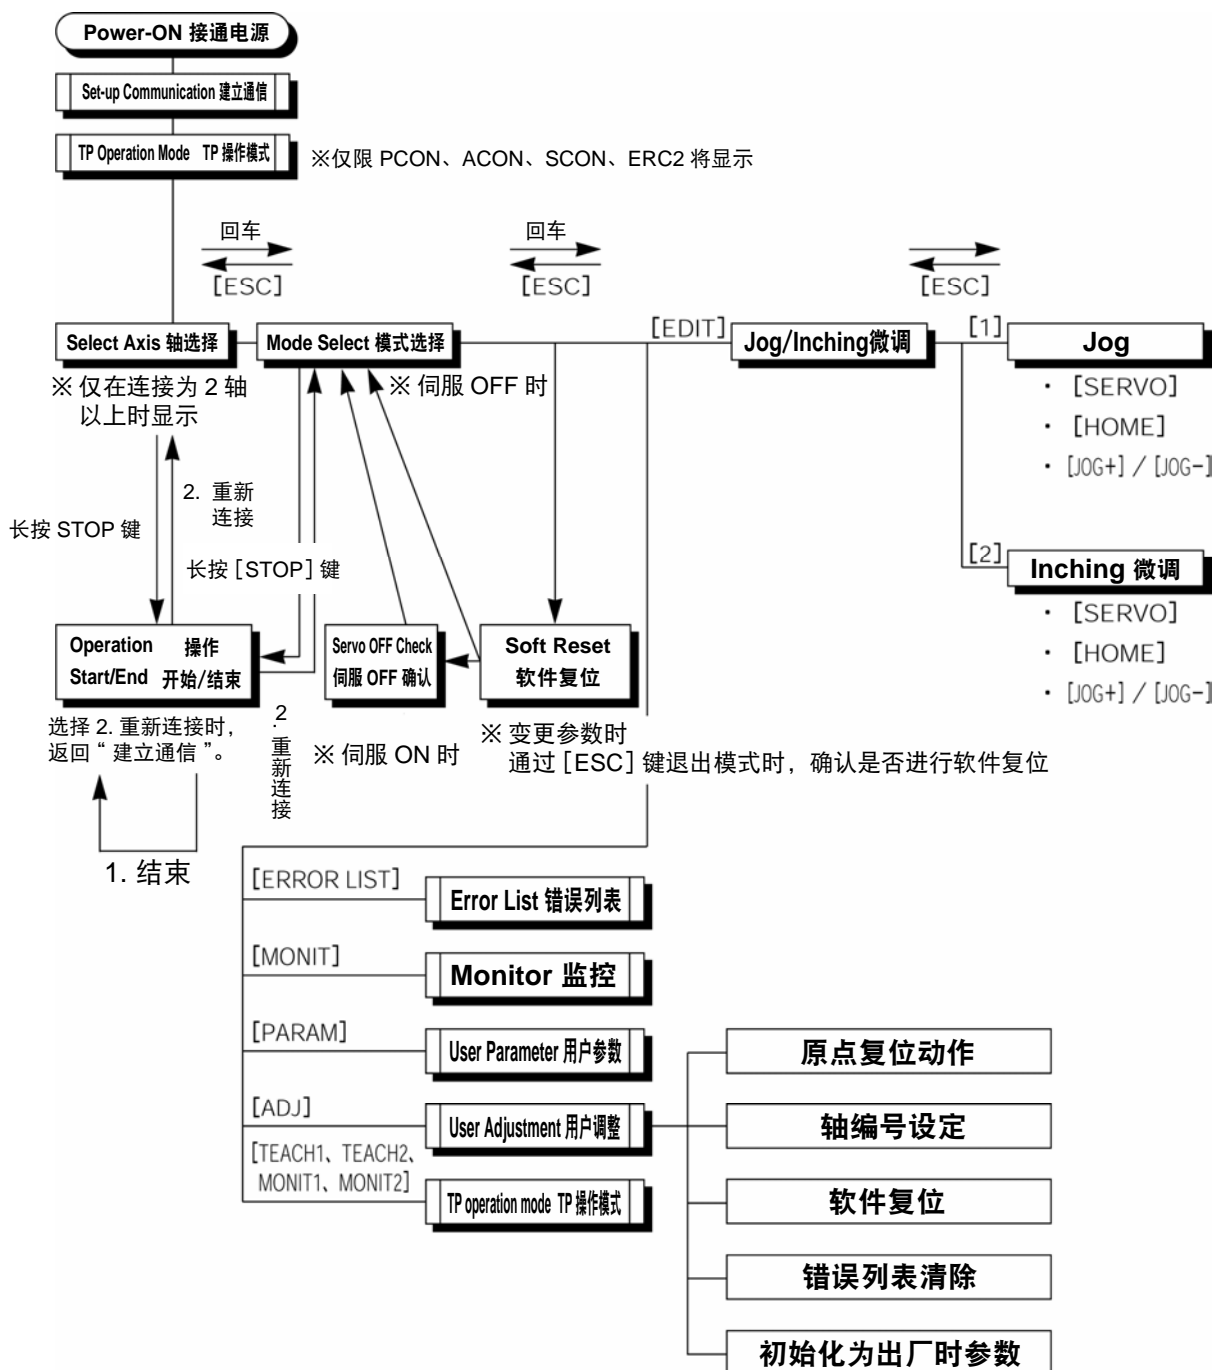 Power-ON 接通电源
Set-up Communication 建立通信
TP Operation Mode TP 操作模式
※仅限 PCON、ACON、SCON、ERC2 将显示
回车
[ESC]
回车
[ESC]
[ESC]
Select Axis 轴选择
Mode Select 模式选择
[EDIT]
Jog/Inching微调
[1]
Jog
※ 仅在连接为 2 轴
以上时显示
※ 伺服 OFF 时
· [SERVO]
· [HOME]
· [JOG+] / [JOG-]
2. 重新
连接
长按 STOP 键
长按［STOP］键
[2]
Inching 微调
· [SERVO]
· [HOME]
· [JOG+] / [JOG-]
Operation 操作
Start/End 开始/结束
Servo OFF Check
伺服 OFF 确认
Soft Reset
软件复位
选择 2. 重新连接时，
返回“ 建立通信 ”。
2.重新连接
※ 伺服 ON 时
※ 变更参数时
通过［ESC］键退出模式时，确认是否进行软件复位
1. 结束
[ERROR LIST]
Error List 错误列表
[MONIT]
Monitor 监控
[PARAM]
User Parameter 用户参数
[ADJ]
User Adjustment 用户调整
[TEACH1、TEACH2、
MONIT1、MONIT2]
TP operation mode TP 操作模式
原点复位动作
轴编号设定
软件复位
错误列表清除
初始化为出厂时参数